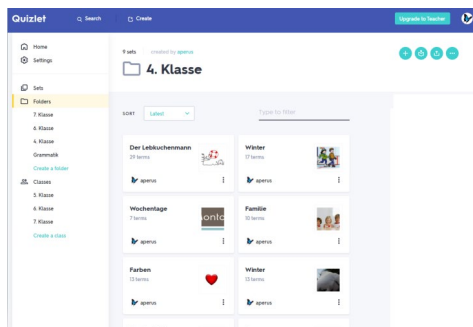 Quizlet
Search
Create
Upgrade to Teacher
Home
Settings
Sets
Folders
7. Klasse
6. Klasse
4. Klasse
Grammatik
Create a folder
Classes
5. Klasse
6. Klasse
7. Klasse
Create a class
9 sets created by aperus
4. Klasse
SORT Latest
Type to filter
Der Lebkuchenmann
29 terms
aperus
Winter
17 terms
aperus
Wochentage
7 terms
aperus
Familie
10 terms
aperus
Farben
13 terms
aperus
Winter
13 terms
aperus